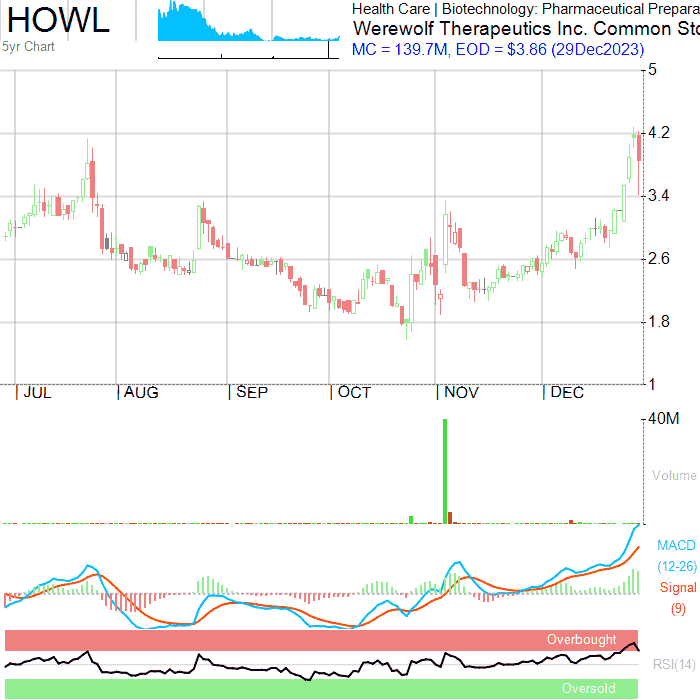 HOWL
5yr Chart
Health Care | Biotechnology: Pharmaceutical Prepara
Werewolf Therapeutics Inc. Common Sto
MC = 139.7M, EOD = $3.86 (29Dec2023)
5
4.2
3.4
2.6
1.8
1
JUL AUG SEP OCT NOV DEC
40M
Volume
MACD
(12-26)
Signal
(9)
Overbought
RSI(14)
Oversold